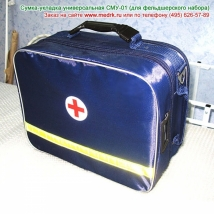 Сумка-укладка универсальная СМУ-01 (для фельдшерского набора)
Заказ на сайте www.medrk.ru или по телефону (495) 626-57-89